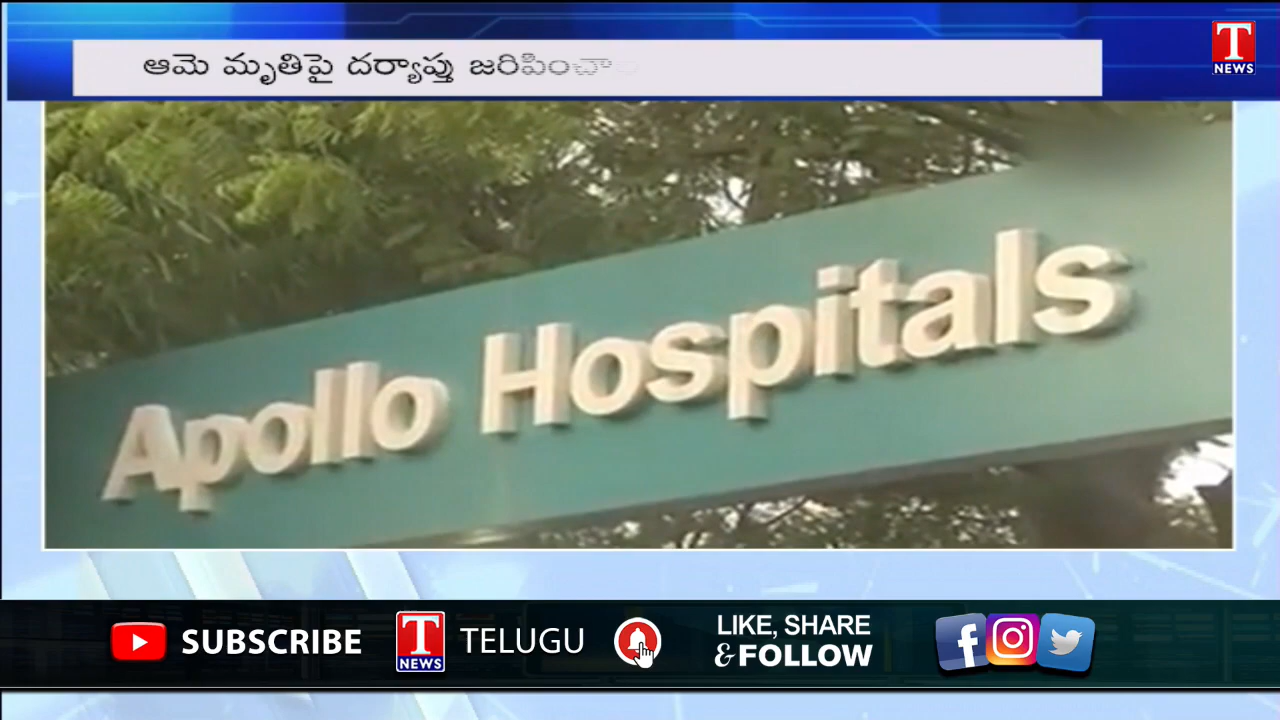 ఆమె మృతిపై దర్యాప్తు జరిపించాల
T
NEWS
Apollo Hospitals
SUBSCRIBE
T
NEWS
TELUGU
LIKE, SHARE
& FOLLOW